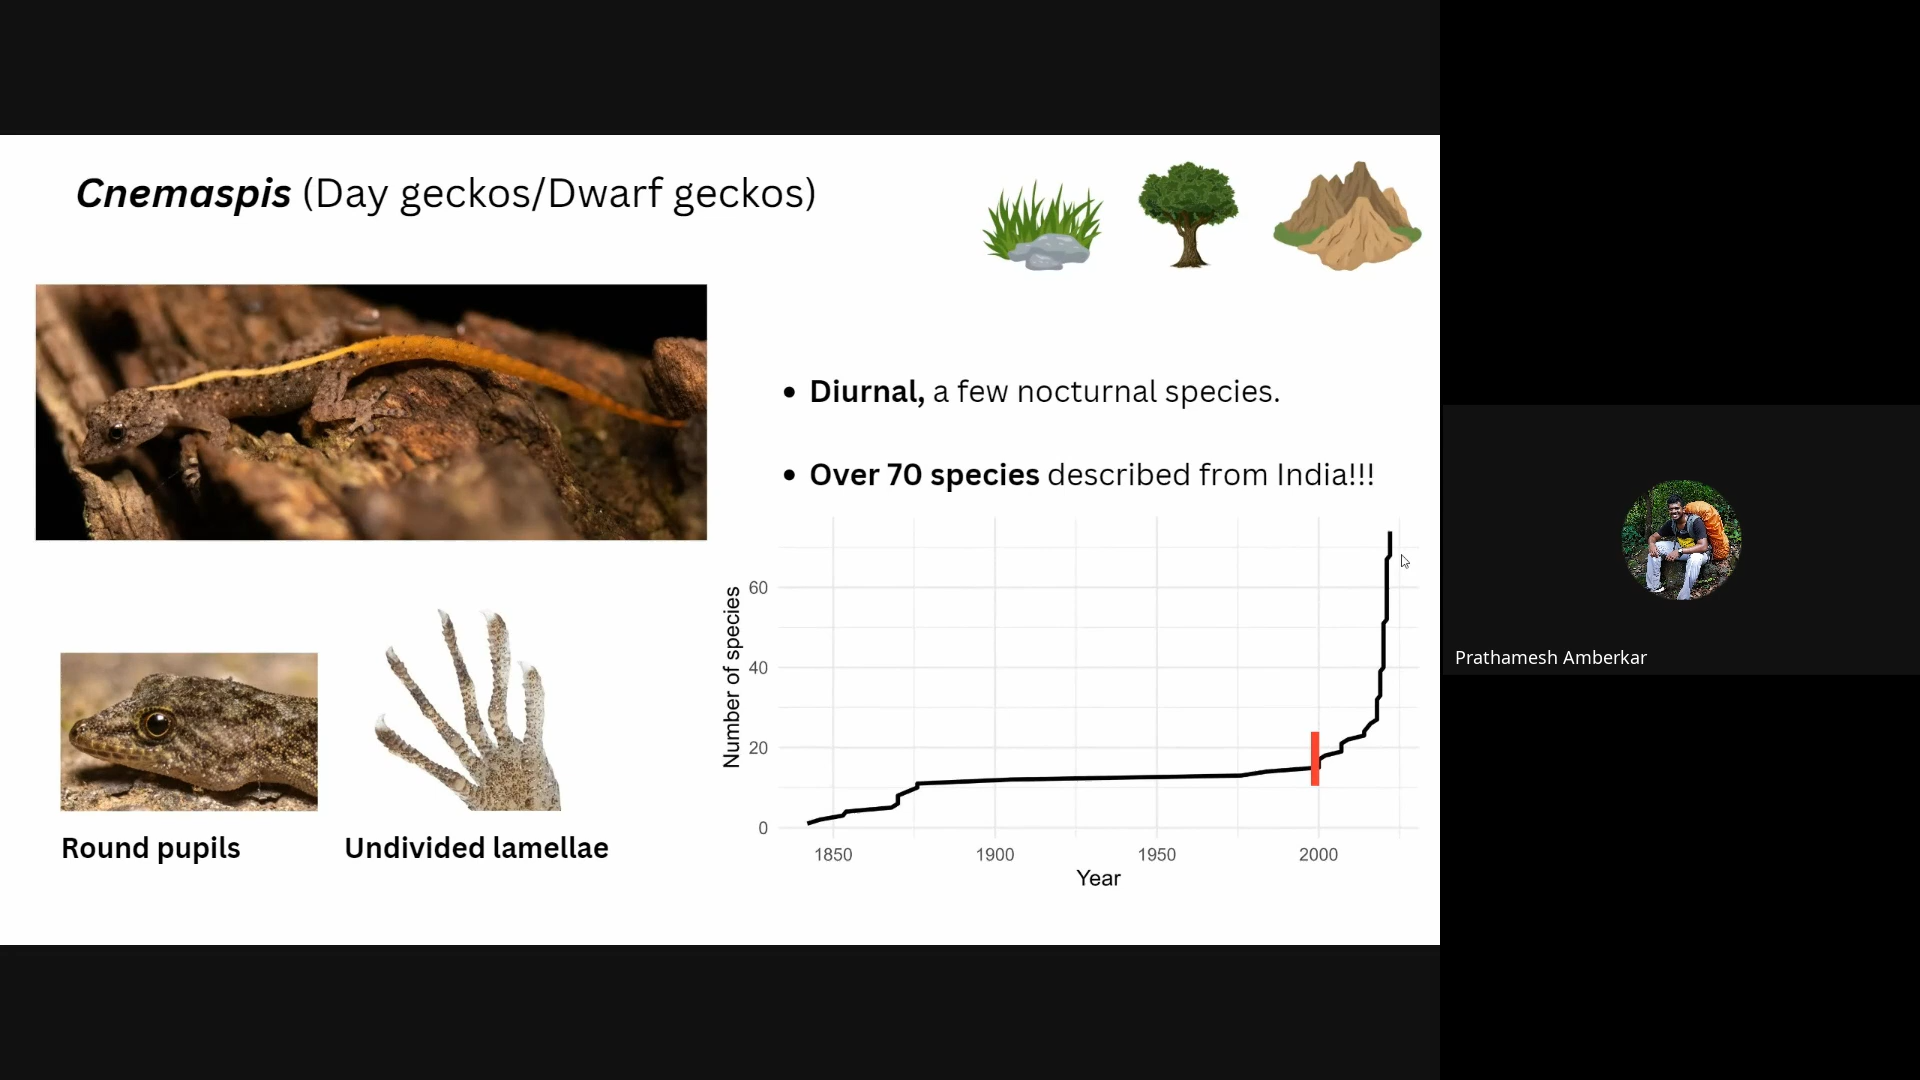 Cnemaspis (Day geckos/Dwarf geckos)
• Diurnal, a few nocturnal species.
• Over 70 species described from India!!!
Number of species
60
40
20
0
1850 1900 1950 2000
Year
Round pupils
Undivided lamellae
Prathamesh Amberkar